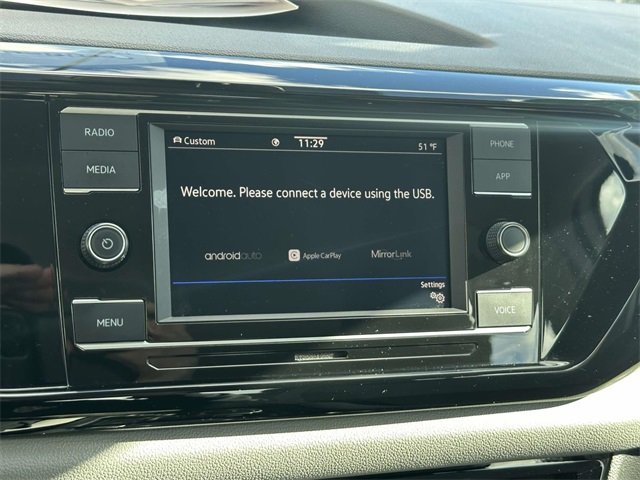 RADIO
MEDIA
MENU
Custom
11:29
51 °F
Welcome. Please connect a device using the USB.
androidauto
Apple CarPlay
MirrorLink
Settings
PHONE
APP
VOICE